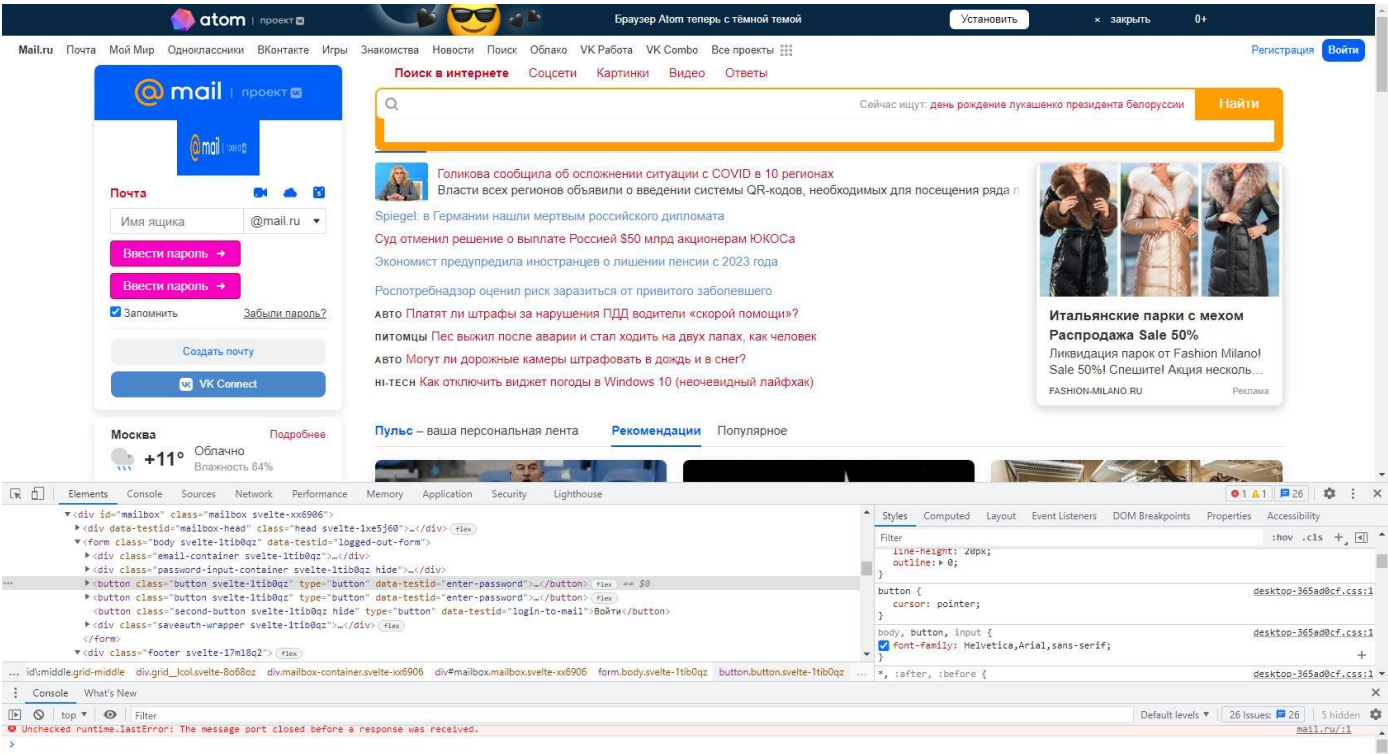 atom | проект
Браузер Atom теперь с тёмной темой
Установить
× закрыть
0+
Mail.ru Почта Мой Мир Одноклассники ВКонтакте Игры Знакомства Новости Поиск Облако VK Работа VK Combo Все проекты
Регистрация Войти
@mail | проект
@mail | проект
Почта
Имя ящика @mail.ru
Ввести пароль →
Ввести пароль →
Запомнить Забыли пароль?
Создать почту
VK Connect
Москва Подробнее
+11° Облачно
Влажность 84%
Поиск в интернете Соцсети Картинки Видео Ответы
Сейчас ищут: день рождение лукашенко президента белоруссии Найти
Голикова сообщила об осложнении ситуации с COVID в 10 регионах
Власти всех регионов объявили о введении системы QR-кодов, необходимых для посещения ряда п
Spiegel: в Германии нашли мертвым российского дипломата
Суд отменил решение о выплате Россией $50 млрд акционерам ЮКОСа
Экономист предупредила иностранцев о лишении пенсии с 2023 года
Роспотребнадзор оценил риск заразиться от привитого заболевшего
АВТО Платят ли штрафы за нарушения ПДД водители «скорой помощи»?
ПИТОМЦЫ Пес выжил после аварии и стал ходить на двух лапах, как человек
АВТО Могут ли дорожные камеры штрафовать в дождь и в снег?
HI-TECH Как отключить виджет погоды в Windows 10 (неочевидный лайфхак)
Пульс – ваша персональная лента Рекомендации Популярное
Итальянские парки с мехом
Распродажа Sale 50%
Ликвидация парок от Fashion Milano!
Sale 50%! Спешите! Акция несколь...
FASHION-MILANO.RU Реклама
Elements Console Sources Network Performance Memory Application Security Lighthouse
1 1 26
<div id="mailbox" class="mailbox svelte-xx6906">
<div data-testid="mailbox-head" class="head svelte-1xe5j60">…</div> flex
<form class="body svelte-1tib0qz" data-testid="logged-out-form">
<div class="email-container svelte-1tib0qz">…</div>
<div class="password-input-container svelte-1tib0qz hide">…</div>
<button class="button svelte-1tib0qz" type="button" data-testid="enter-password">…</button> flex == $0
<button class="button svelte-1tib0qz" type="button" data-testid="enter-password">…</button> flex
<button class="second-button svelte-1tib0qz hide" type="button" data-testid="login-to-mail">Войти</button>
<div class="saveauth-wrapper svelte-1tib0qz">…</div> flex
</form>
<div class="footer svelte-17m18q2"> flex
... id\:middle.grid-middle div.grid__lcol.svelte-8o68oz div.mailbox-container.svelte-xx6906 div#mailbox.mailbox.svelte-xx6906 form.body.svelte-1tib0qz button.button.svelte-1tib0qz ...
Styles Computed Layout Event Listeners DOM Breakpoints Properties Accessibility
Filter :hov .cls +
line-height: 20px;
outline: 0;
}
button { desktop-365ad0cf.css:1
cursor: pointer;
}
body, button, input { desktop-365ad0cf.css:1
font-family: Helvetica,Arial,sans-serif;
}
*, :after, :before { desktop-365ad0cf.css:1
Console What's New
top Filter Default levels 26 Issues: 26 5 hidden
Unchecked runtime.lastError: The message port closed before a response was received. mail.ru/:1